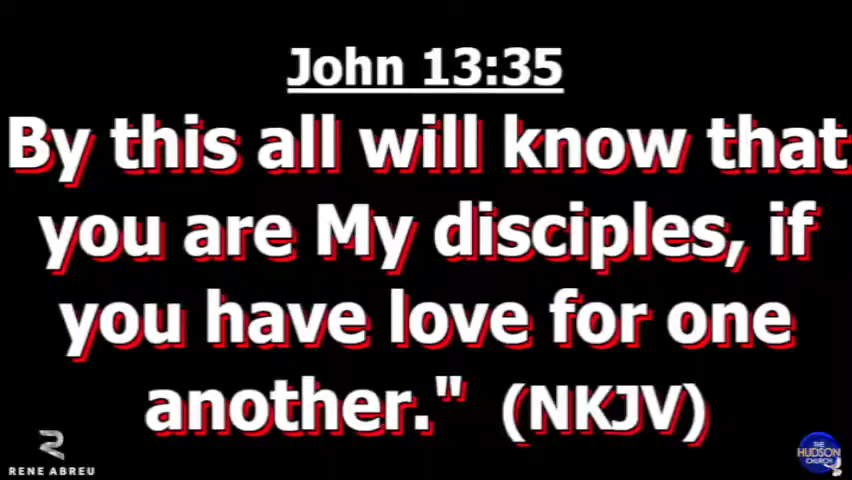 John 13:35
By this all will know that
you are My disciples, if
you have love for one
another." (NKJV)
RENE ABREU
THE
HUDSON
CHURCH